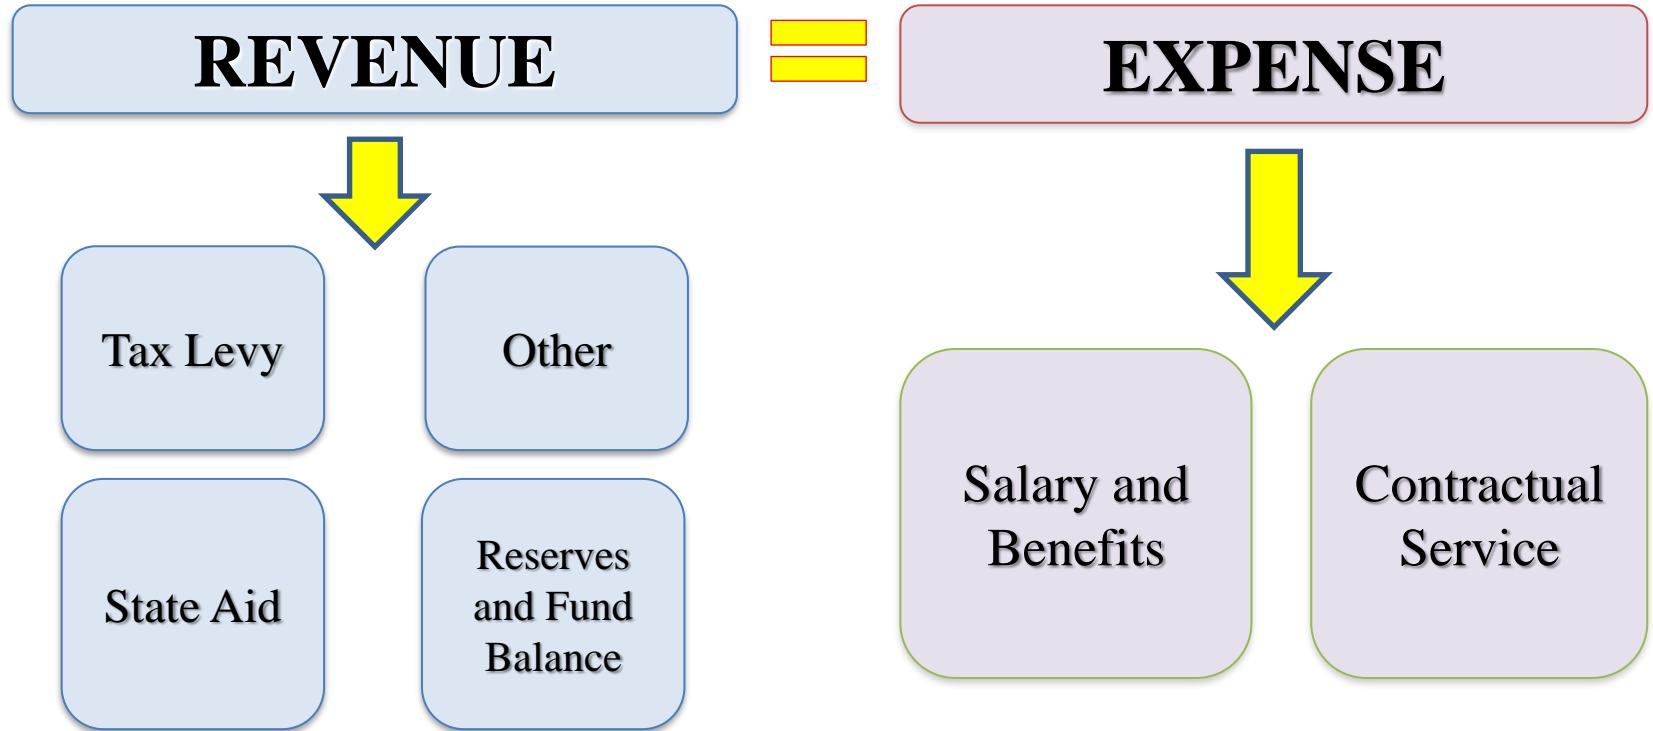 REVENUE
EXPENSE
Tax Levy
Other
State Aid
Reserves
and Fund
Balance
Salary and
Benefits
Contractual
Service